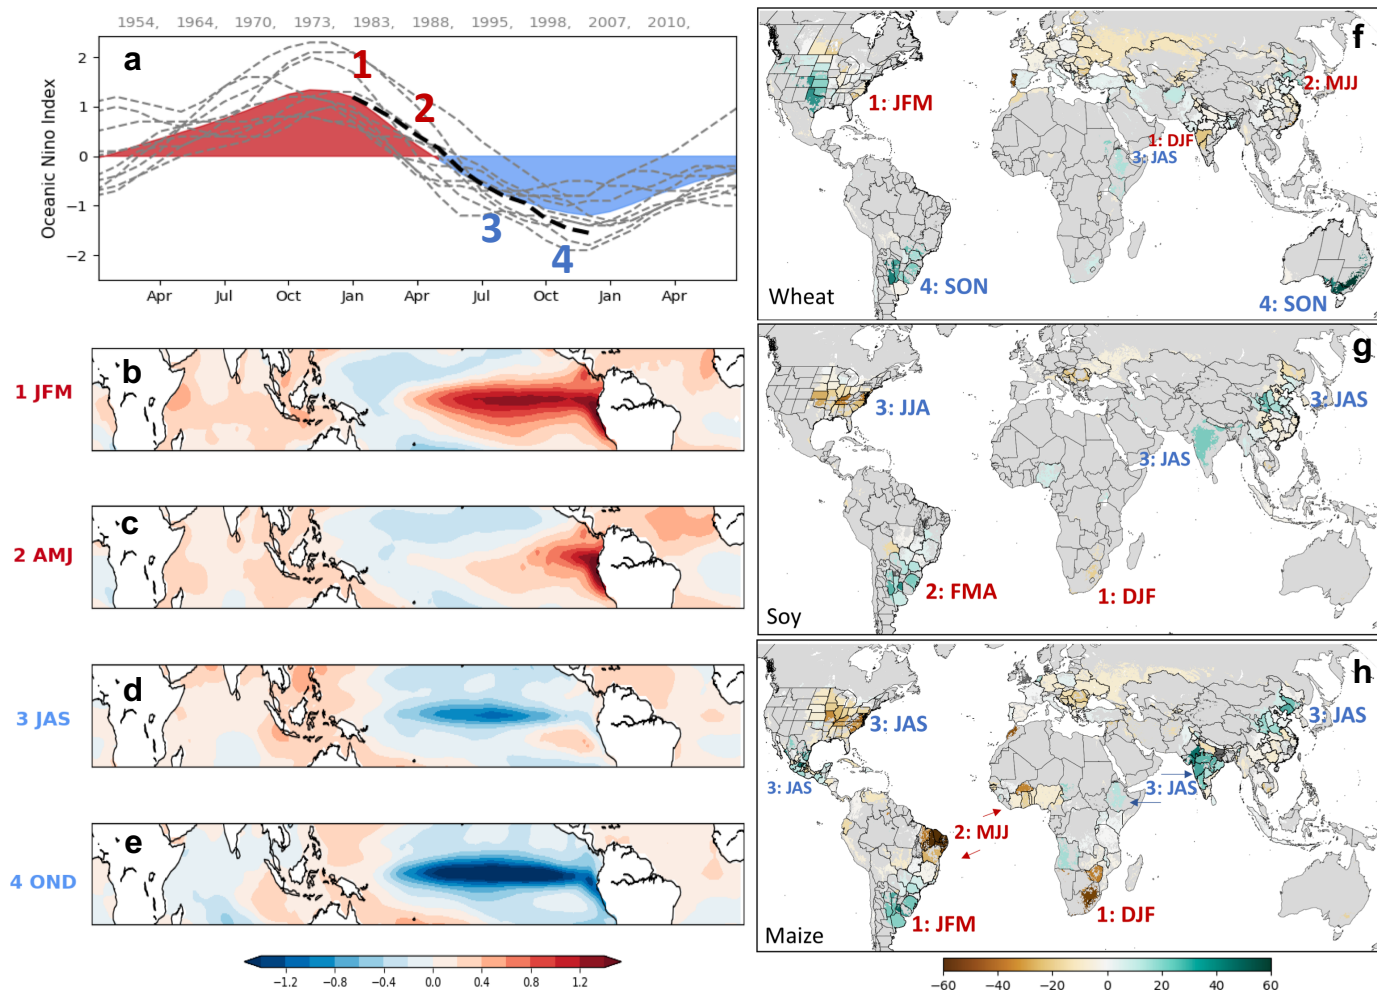 1954, 1964, 1970, 1973, 1983, 1988, 1995, 1998, 2007, 2010,
a
Oceanic Nino Index
2
1
0
−1
−2
1
2
3
4
Apr Jul Oct Jan Apr Jul Oct Jan Apr
1 JFM
b
2 AMJ
c
3 JAS
d
4 OND
e
−1.2 −0.8 −0.4 0.0 0.4 0.8 1.2
f
1: JFM
2: MJJ
1: DJF
3: JAS
4: SON
4: SON
Wheat
g
3: JJA
3: JAS
3: JAS
2: FMA
1: DJF
Soy
h
3: JAS
3: JAS
3: JAS
3: JAS
2: MJJ
1: JFM
1: DJF
Maize
−60 −40 −20 0 20 40 60